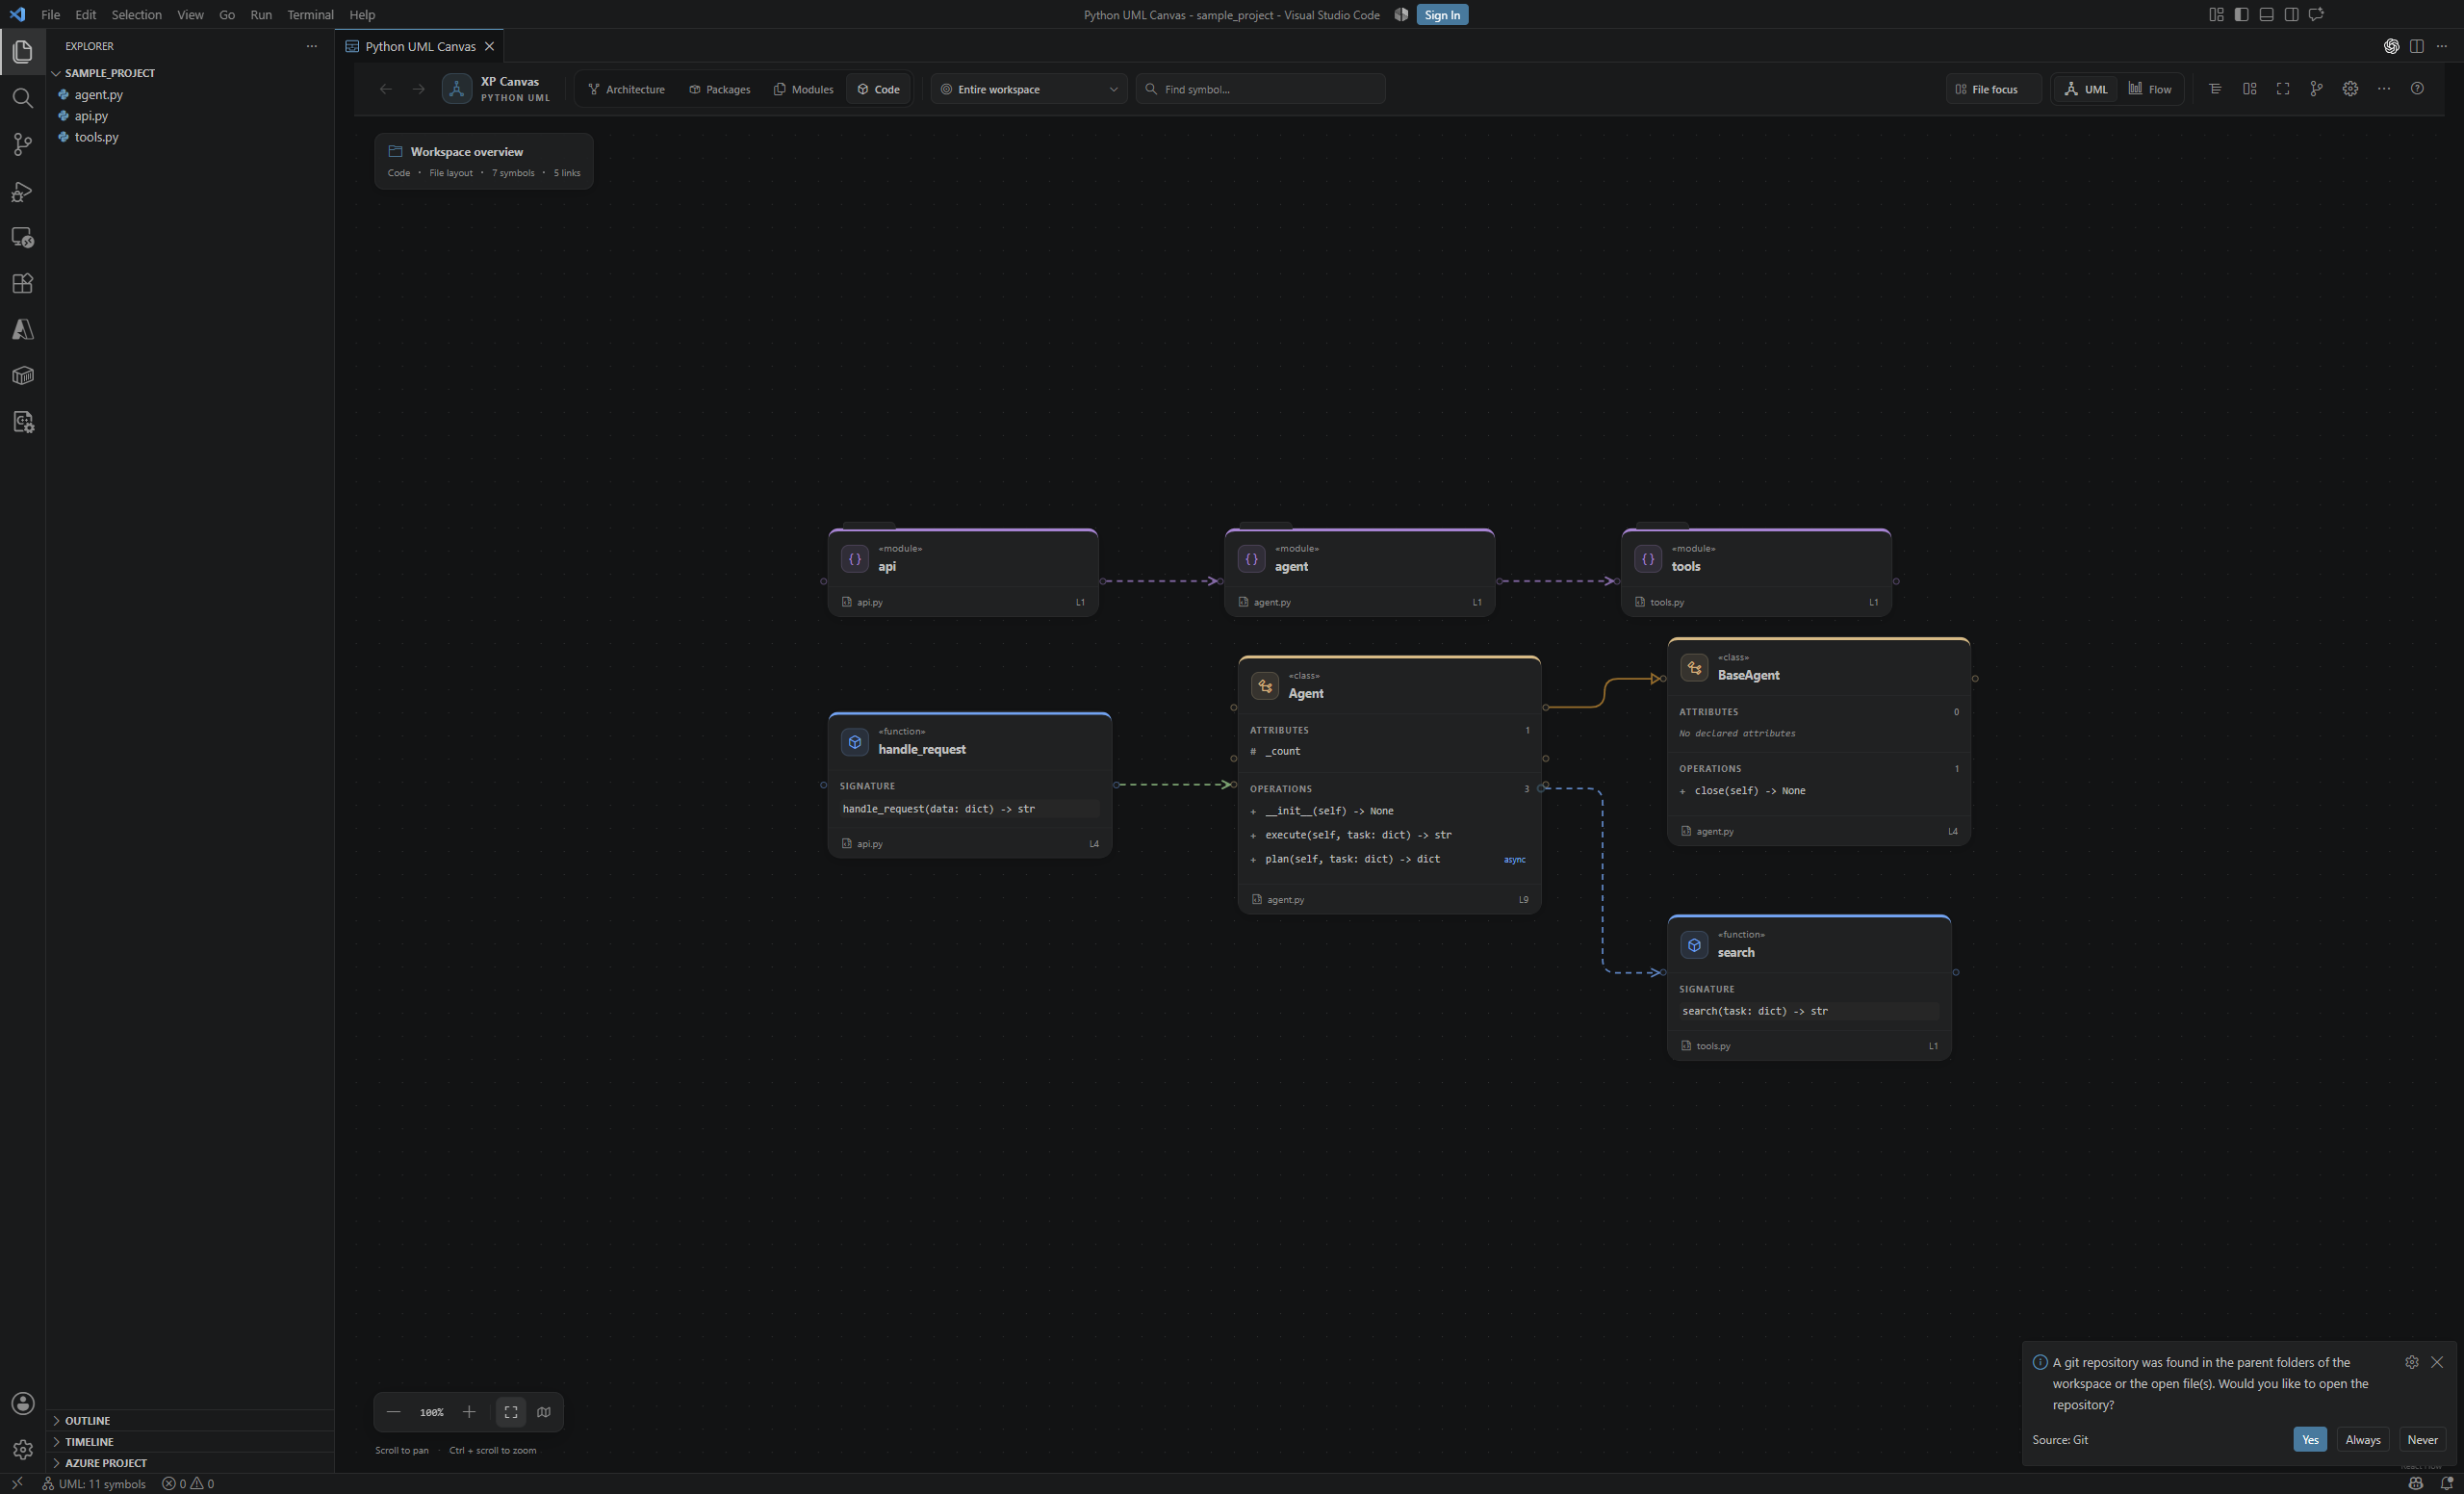 File Edit Selection View Go Run Terminal Help
Python UML Canvas - sample_project - Visual Studio Code
Sign In
EXPLORER
SAMPLE_PROJECT
agent.py
api.py
tools.py
Python UML Canvas
XP Canvas
PYTHON UML
Architecture
Packages
Modules
Code
Entire workspace
Find symbol...
File focus
UML
Flow
Workspace overview
Code • File layout • 7 symbols • 5 links
«module»
api
api.py L1
«module»
agent
agent.py L1
«module»
tools
tools.py L1
«function»
handle_request
SIGNATURE
handle_request(data: dict) -> str
api.py L4
«class»
Agent
ATTRIBUTES 1
# _count
OPERATIONS 3
+ __init__(self) -> None
+ execute(self, task: dict) -> str
+ plan(self, task: dict) -> dict async
agent.py L9
«class»
BaseAgent
ATTRIBUTES 0
No declared attributes
OPERATIONS 1
+ close(self) -> None
agent.py L4
«function»
search
SIGNATURE
search(task: dict) -> str
tools.py L1
100%
Scroll to pan · Ctrl + scroll to zoom
A git repository was found in the parent folders of the
workspace or the open file(s). Would you like to open the
repository?
Source: Git
Yes
Always
Never
OUTLINE
TIMELINE
AZURE PROJECT
UML: 11 symbols
0
0